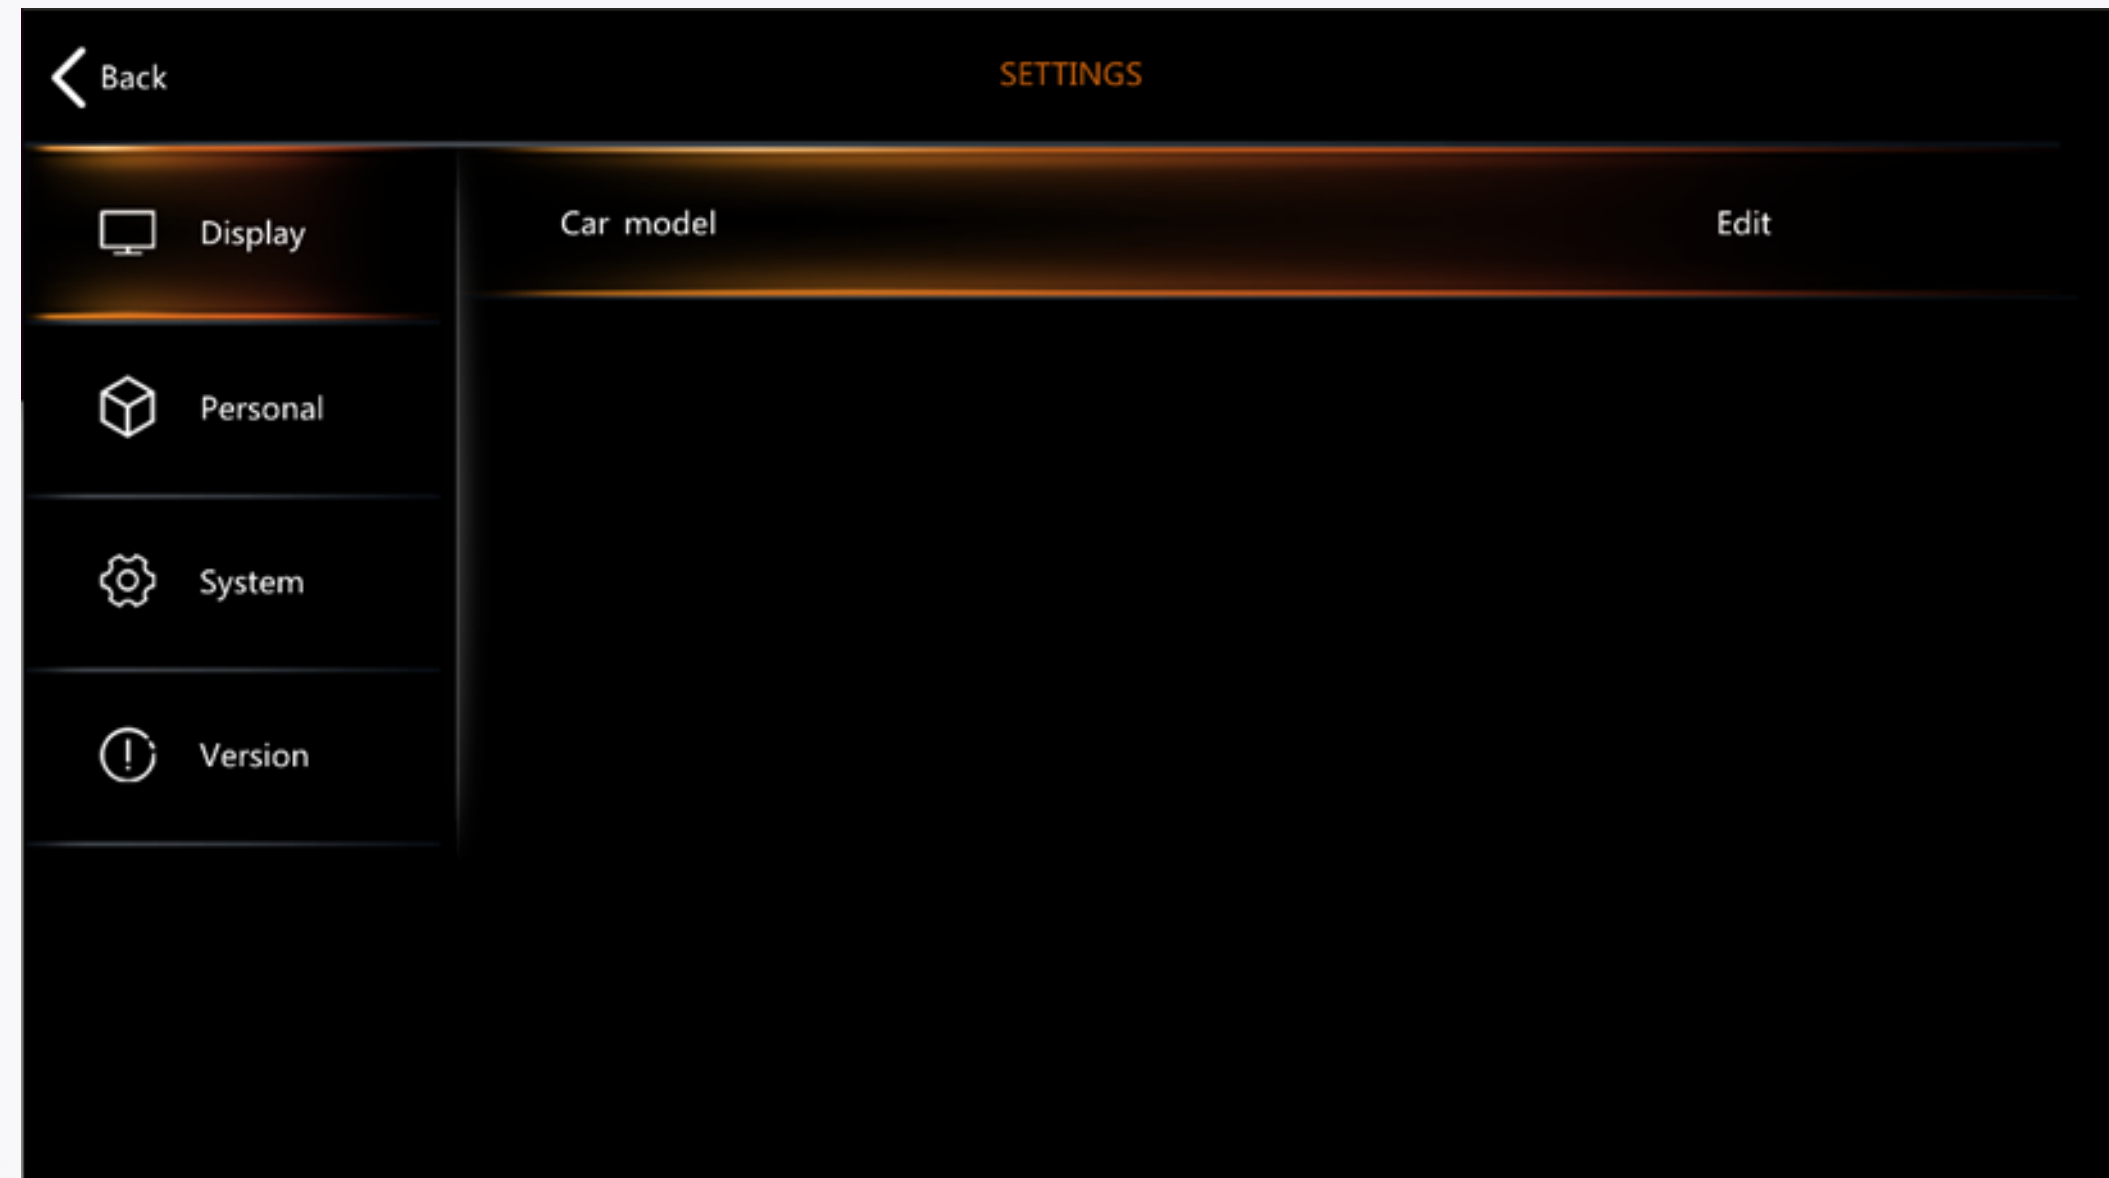 Back
SETTINGS
Display
Car model
Edit
Personal
System
Version